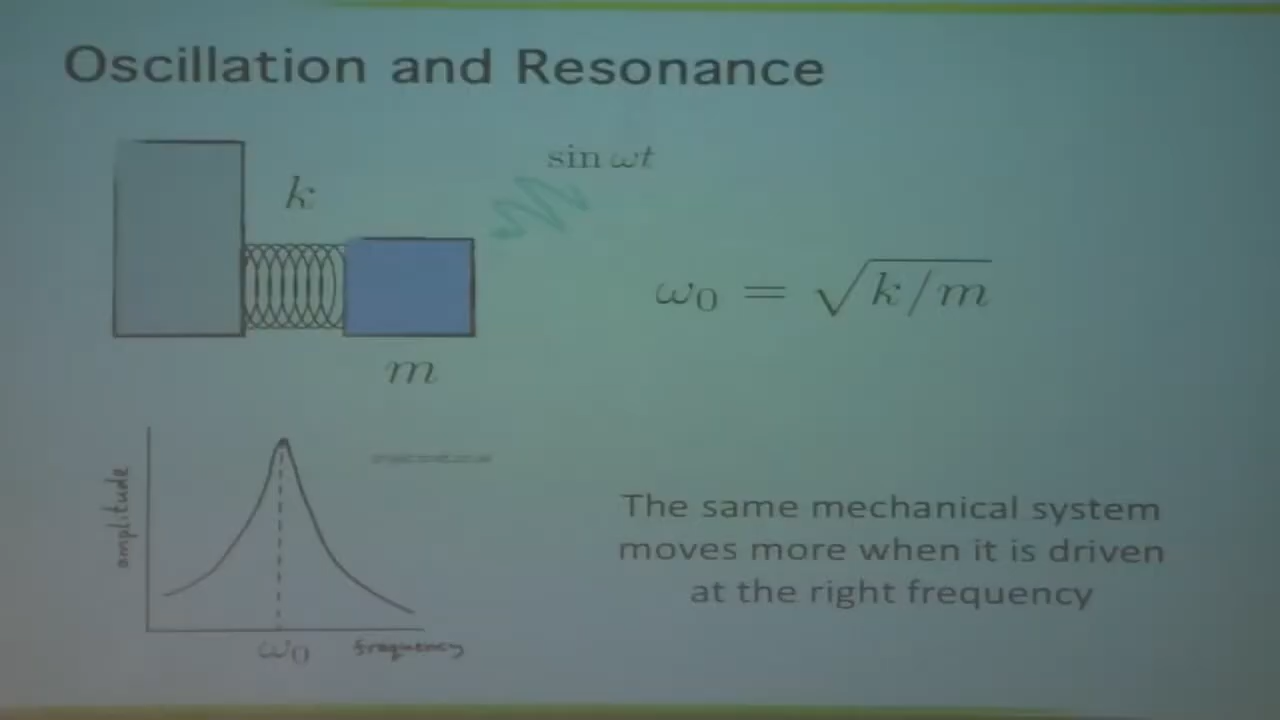 Oscillation and Resonance
sin ωt
k
ω₀ = √k/m
m
amplitude
The same mechanical system
moves more when it is driven
at the right frequency
ω₀
frequency